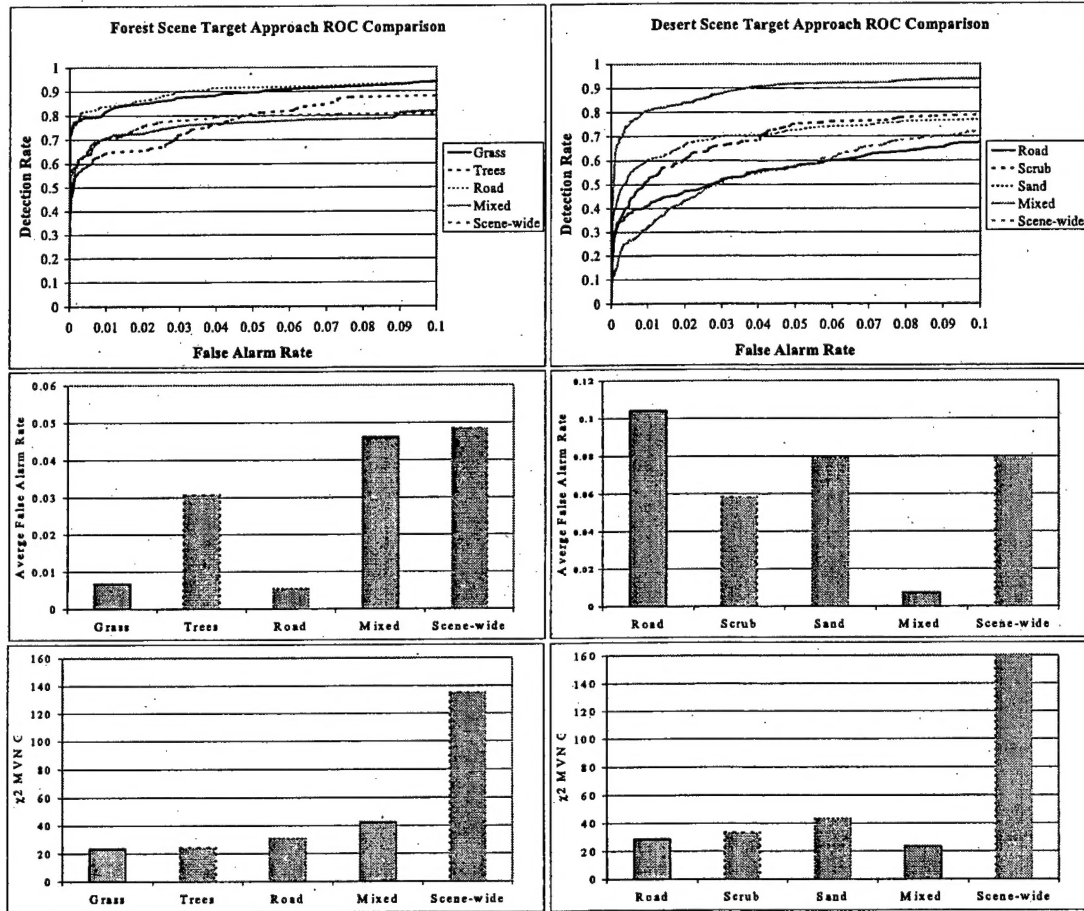 Forest Scene Target Approach ROC Comparison
Detection Rate
1
0.9
0.8
0.7
0.6
0.5
0.4
0.3
0.2
0.1
0
0 0.01 0.02 0.03 0.04 0.05 0.06 0.07 0.08 0.09 0.1
False Alarm Rate
Grass
Trees
Road
Mixed
Scene-wide
Desert Scene Target Approach ROC Comparison
Detection Rate
1
0.9
0.8
0.7
0.6
0.5
0.4
0.3
0.2
0.1
0
0 0.01 0.02 0.03 0.04 0.05 0.06 0.07 0.08 0.09 0.1
False Alarm Rate
Road
Scrub
Sand
Mixed
Scene-wide
Averge False Alarm Rate
0.06
0.05
0.04
0.03
0.02
0.01
0
Grass Trees Road Mixed Scene-wide
Average False Alarm Rate
0.12
0.1
0.08
0.06
0.04
0.02
0
Road Scrub Sand Mixed Scene-wide
χ2 MVN G
160
140
120
100
80
60
40
20
0
Grass Trees Road Mixed Scene-wide
χ2 MVN G
160
140
120
100
80
60
40
20
0
Road Scrub Sand Mixed Scene-wide